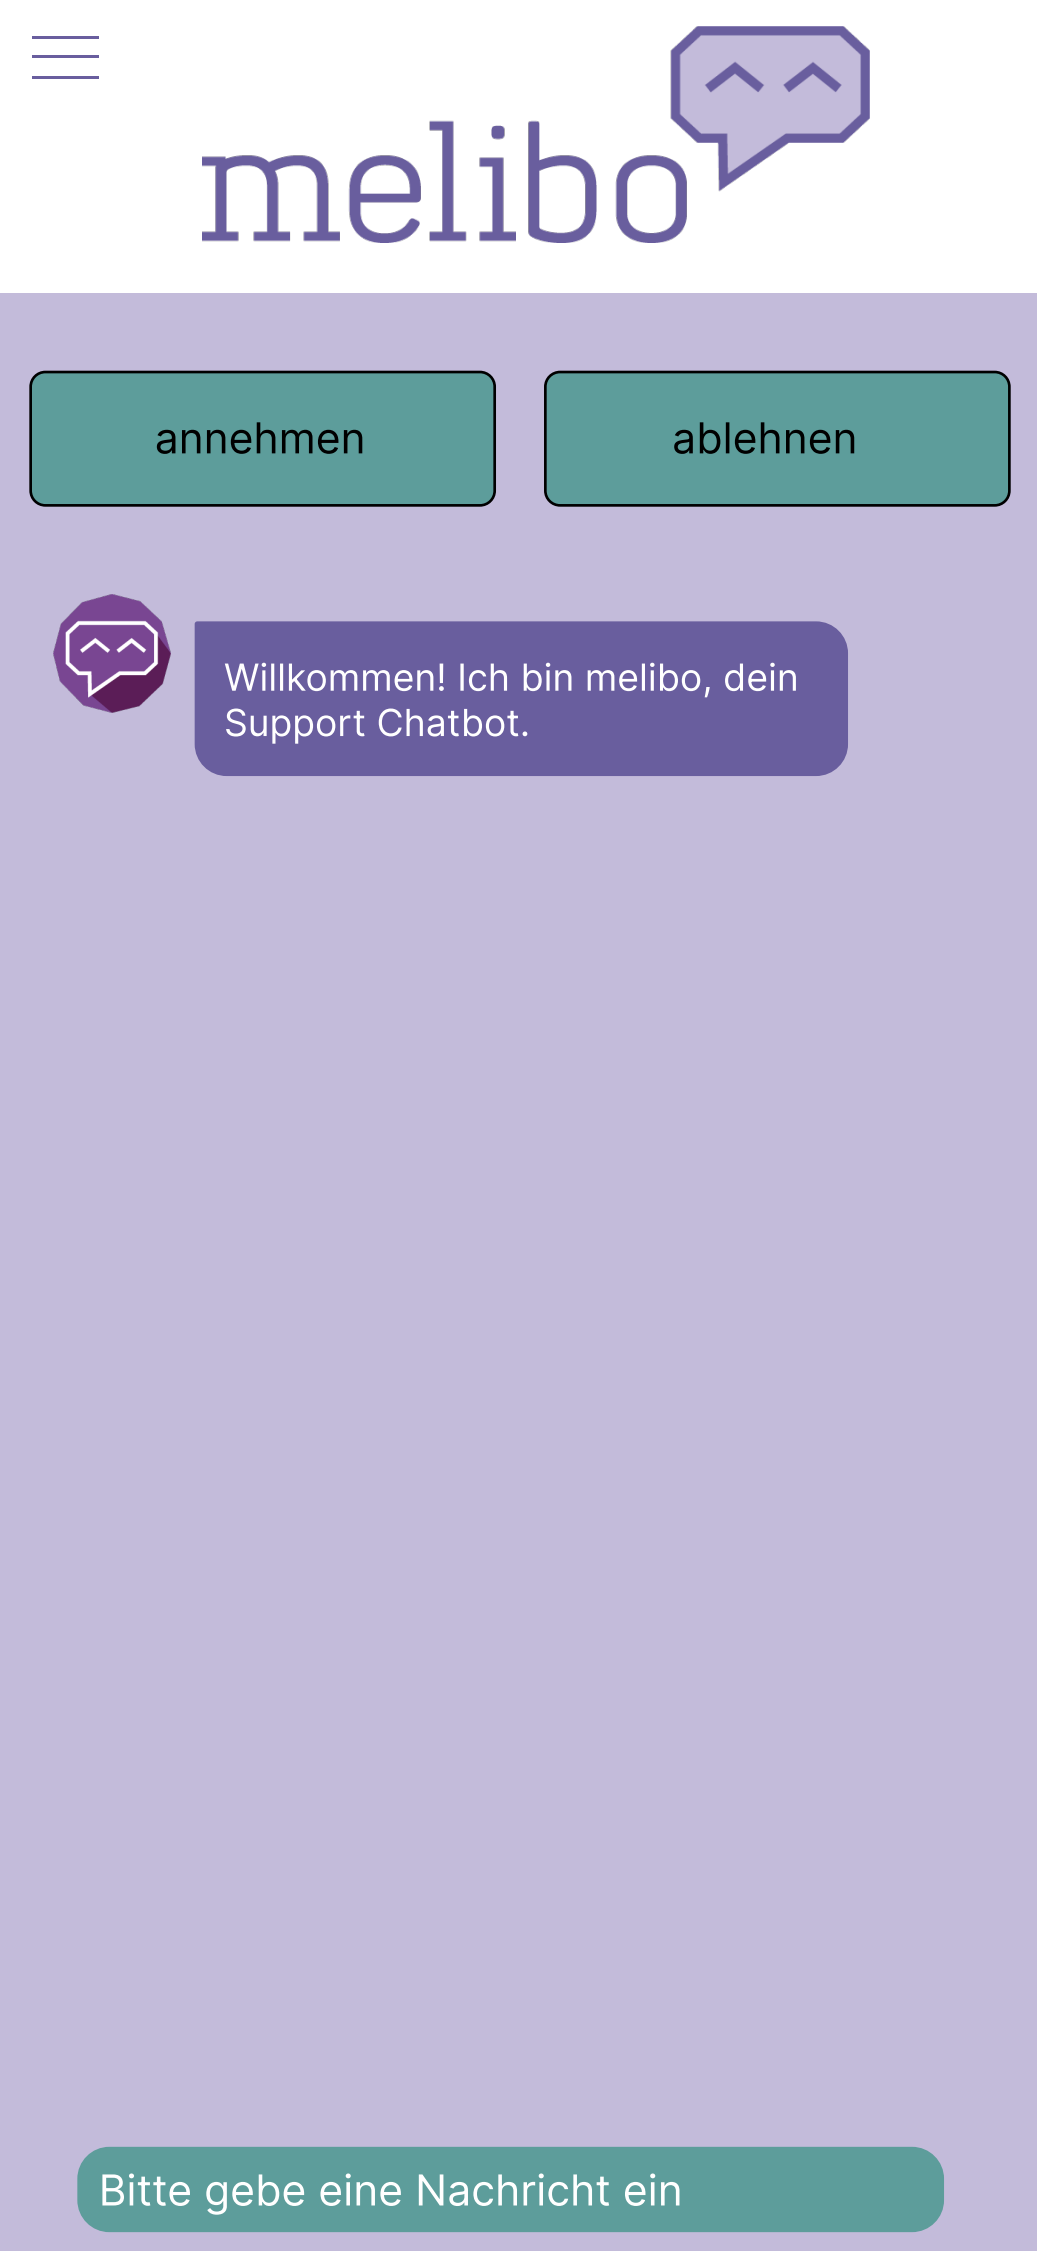 melibo
annehmen
ablehnen
Willkommen! Ich bin melibo, dein
Support Chatbot.
Bitte gebe eine Nachricht ein